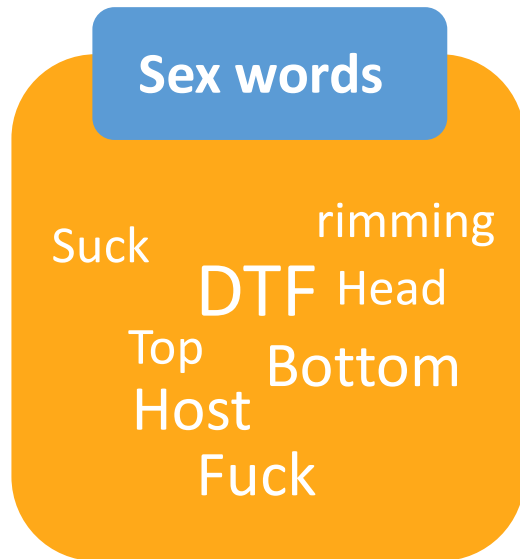 Sex words
rimming
Suck
DTF Head
Top
Bottom
Host
Fuck